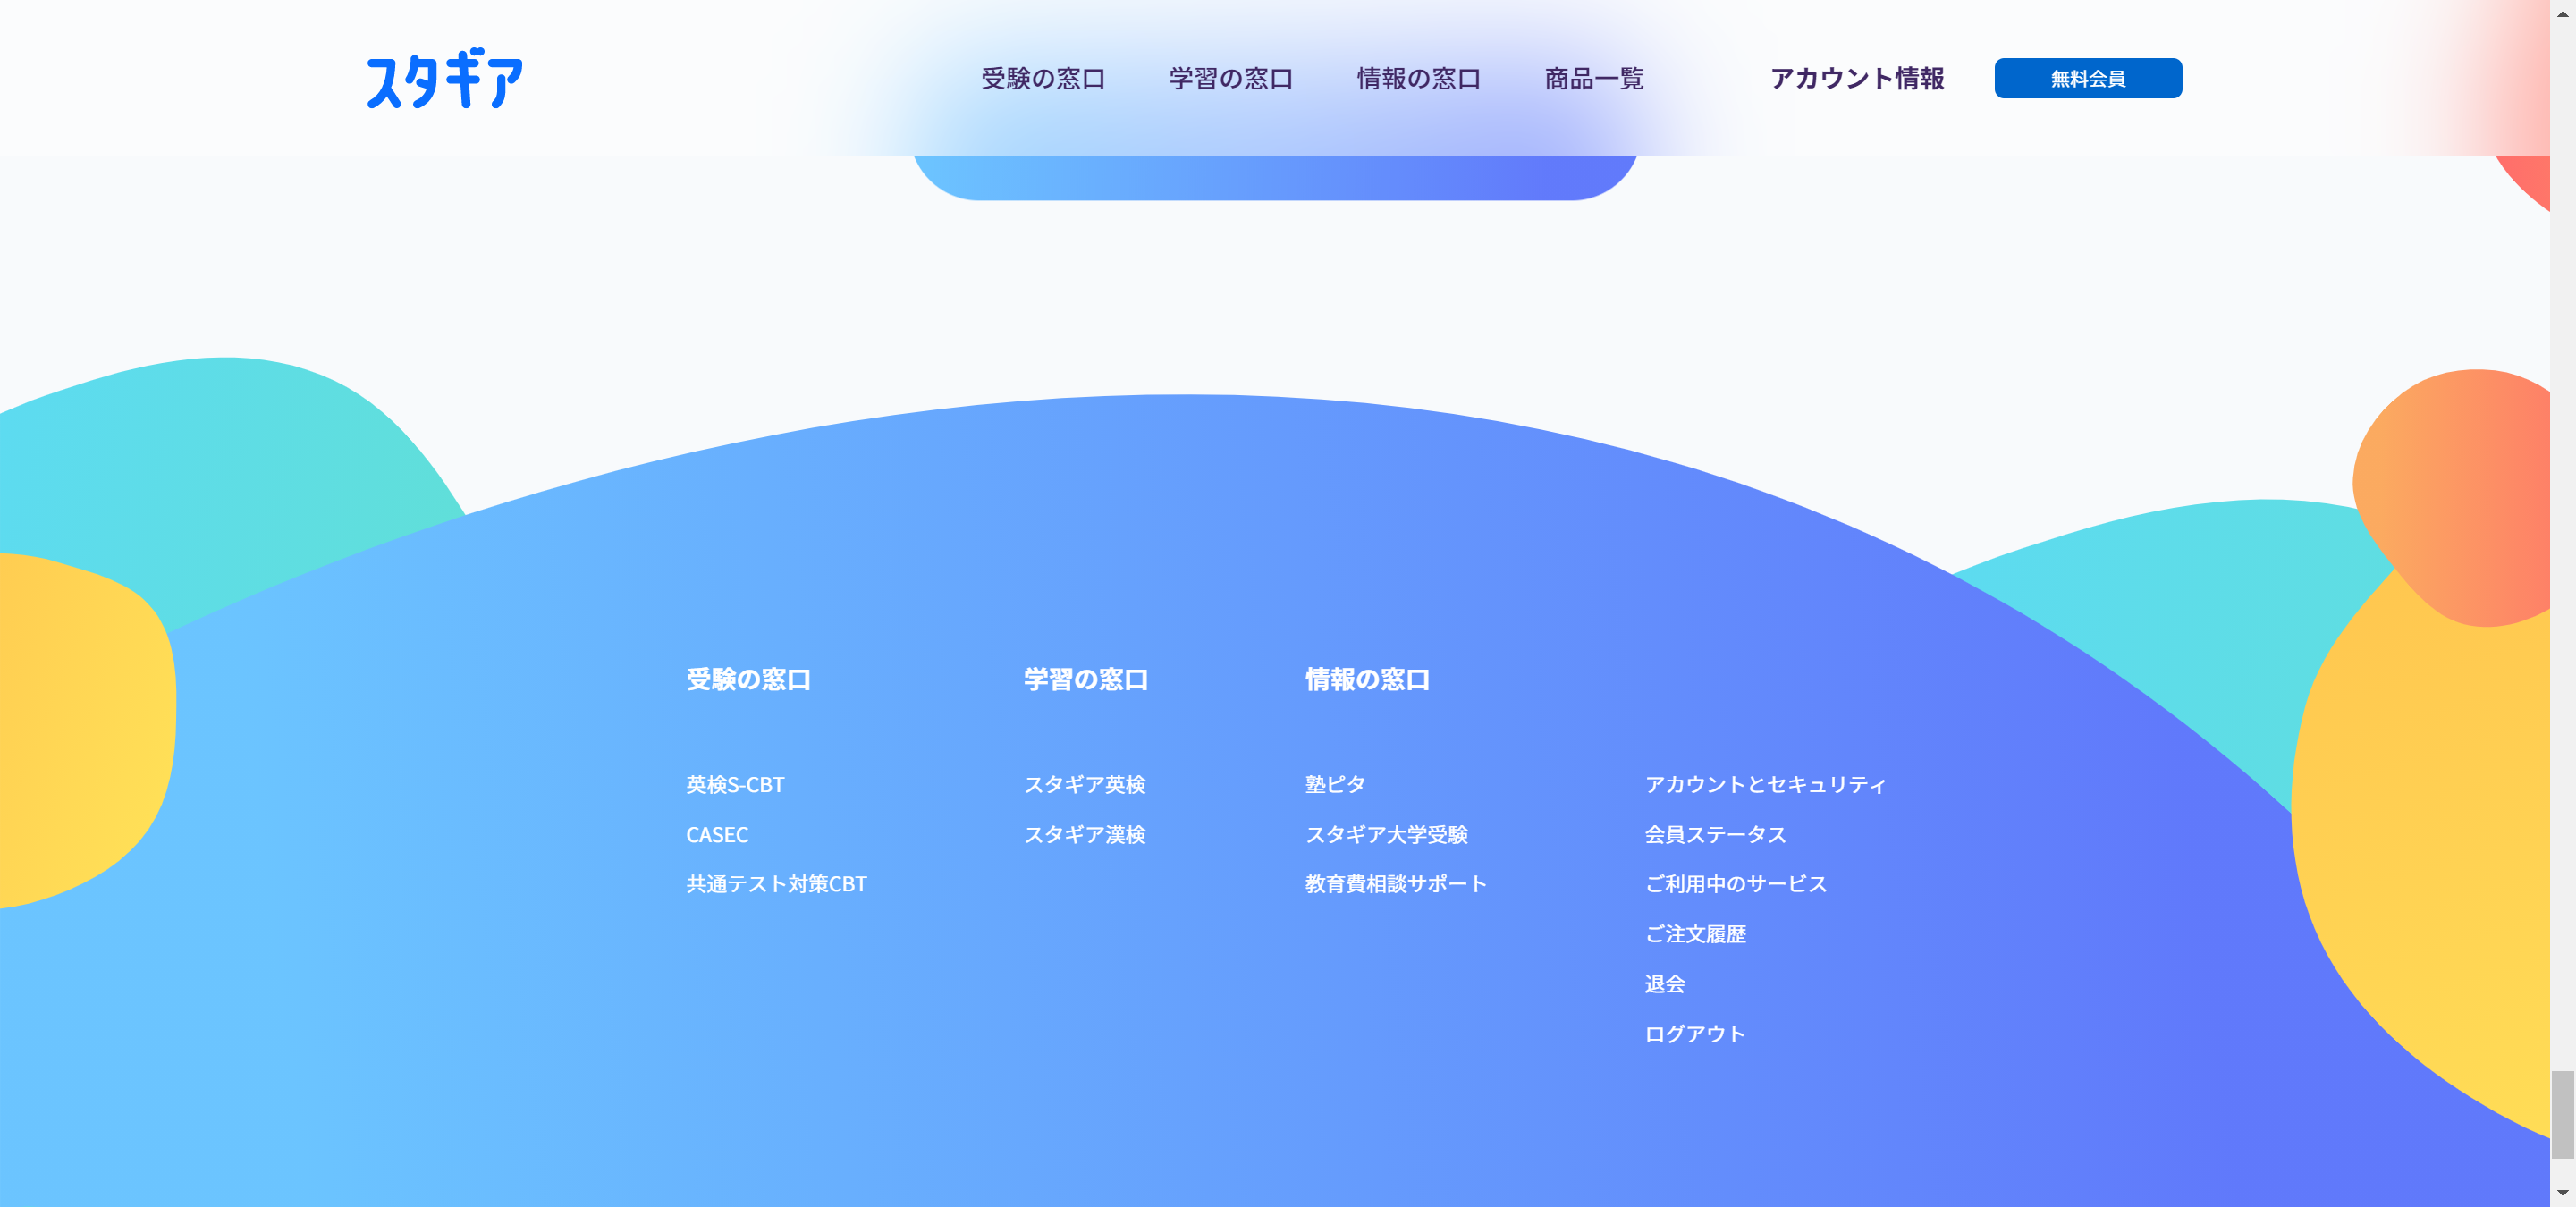 スタギア
受験の窓口 学習の窓口 情報の窓口 商品一覧 アカウント情報 無料会員
受験の窓口
英検S-CBT
CASEC
共通テスト対策CBT
学習の窓口
スタギア英検
スタギア漢検
情報の窓口
塾ピタ
スタギア大学受験
教育費相談サポート
アカウントとセキュリティ
会員ステータス
ご利用中のサービス
ご注文履歴
退会
ログアウト